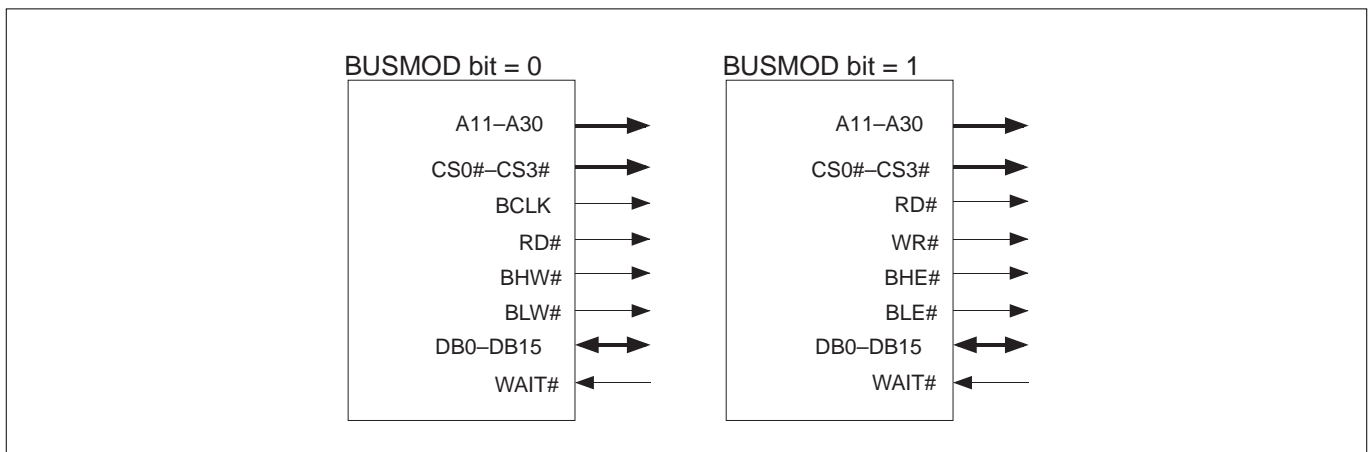 BUSMOD bit = 0
A11–A30
CS0#–CS3#
BCLK
RD#
BHW#
BLW#
DB0–DB15
WAIT#
BUSMOD bit = 1
A11–A30
CS0#–CS3#
RD#
WR#
BHE#
BLE#
DB0–DB15
WAIT#